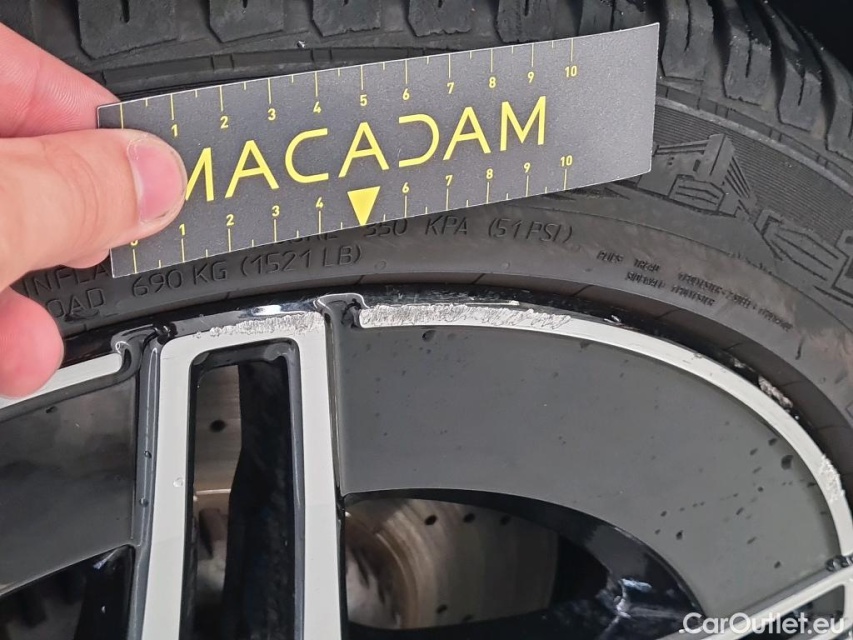 1 2 3 4 5 6 7 8 9 10
MACADAM
0 1 2 3 4 6 7 8 9 10
350 KPA (51 PSI)
690 KG (1521 LB)
CarOutlet.eu